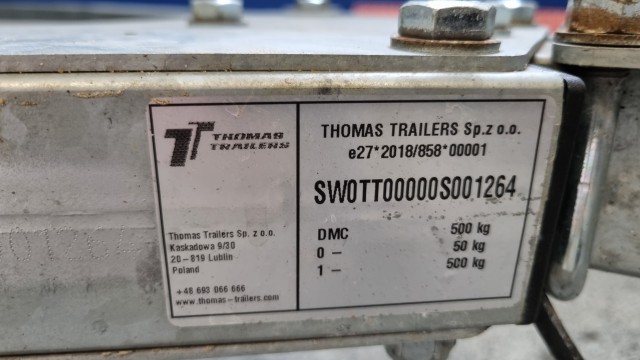 THOMAS
TRAILERS
Thomas Trailers Sp. z o.o.
Kaskadowa 9/30
20 – 819 Lublin
Poland
+48 693 066 666
www.thomas-trailers.com
THOMAS TRAILERS Sp.z o.o.
e27*2018/858*00001
SW0TT00000S001264
DMC 500 kg
0 – 50 kg
1 – 500 kg